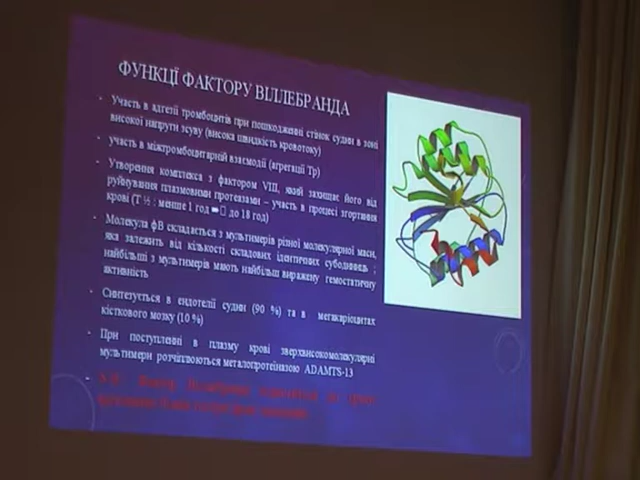 ФУНКЦЇ ФАКТОРУ ВІЛЛЕБРАНДА
Участь в адгезії тромбоцитів при пошкодженні стінок судин в зоні
високої напруги зсуву (висока швидкість кровотоку)
участь в міжтромбоцитарній взаємодії (агрегації Тр)
Утворення комплекса з фактором VIII, який захищає його від
руйнування плазмовими протеазами – участь в процесі згортання
крові (Т ½ : менше 1 год до 18 год)
Молекула фВ складається з мультимерів різної молекулярної маси,
яка залежить від кількості складових ідентичних субодиниць ;
найбільші з мультимерів мають найбільш виражену гемостатичну
активність
Синтезується в ендотелії судин (90 %) та в мегакаріоцитах
кісткового мозку (10 %)
При поступленні в плазму крові зверхвисокомолекулярні
мультимери розчіплюються металопротеїназою ADAMTS-13